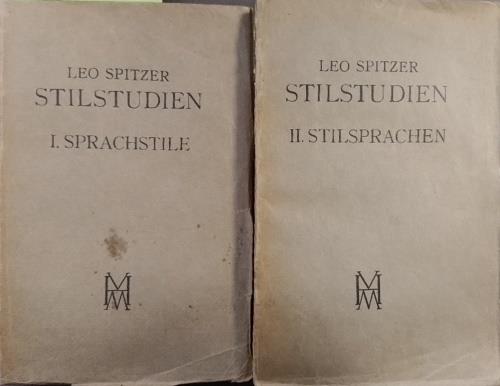 LEO SPITZER
STILSTUDIEN
I. SPRACHSTILE
LEO SPITZER
STILSTUDIEN
II. STILSPRACHEN